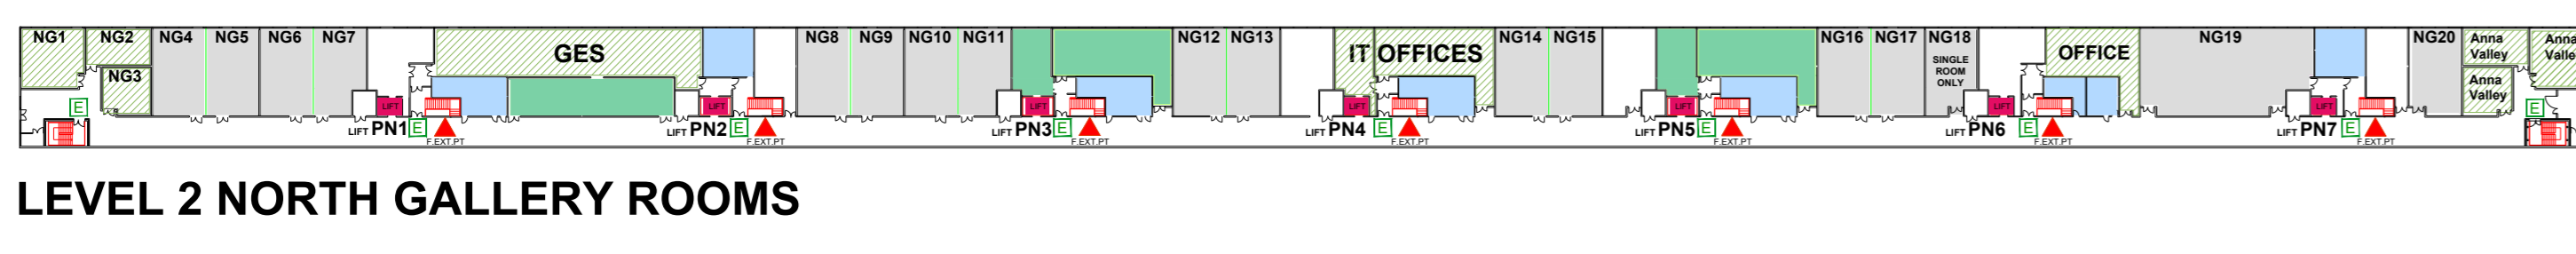 NG1 NG2 NG4 NG5 NG6 NG7 GES NG8 NG9 NG10 NG11 NG12 NG13 IT OFFICES NG14 NG15 NG16 NG17 NG18 OFFICE NG19 NG20 Anna Valley Anna
NG3
SINGLE
ROOM
ONLY
Anna
Valley
E LIFT LIFT LIFT LIFT LIFT LIFT LIFT E
LIFT PN1 E LIFT PN2 E LIFT PN3 E LIFT PN4 E LIFT PN5 E LIFT PN6 E LIFT PN7 E
F.EXT.PT F.EXT.PT F.EXT.PT F.EXT.PT F.EXT.PT F.EXT.PT F.EXT.PT
LEVEL 2 NORTH GALLERY ROOMS